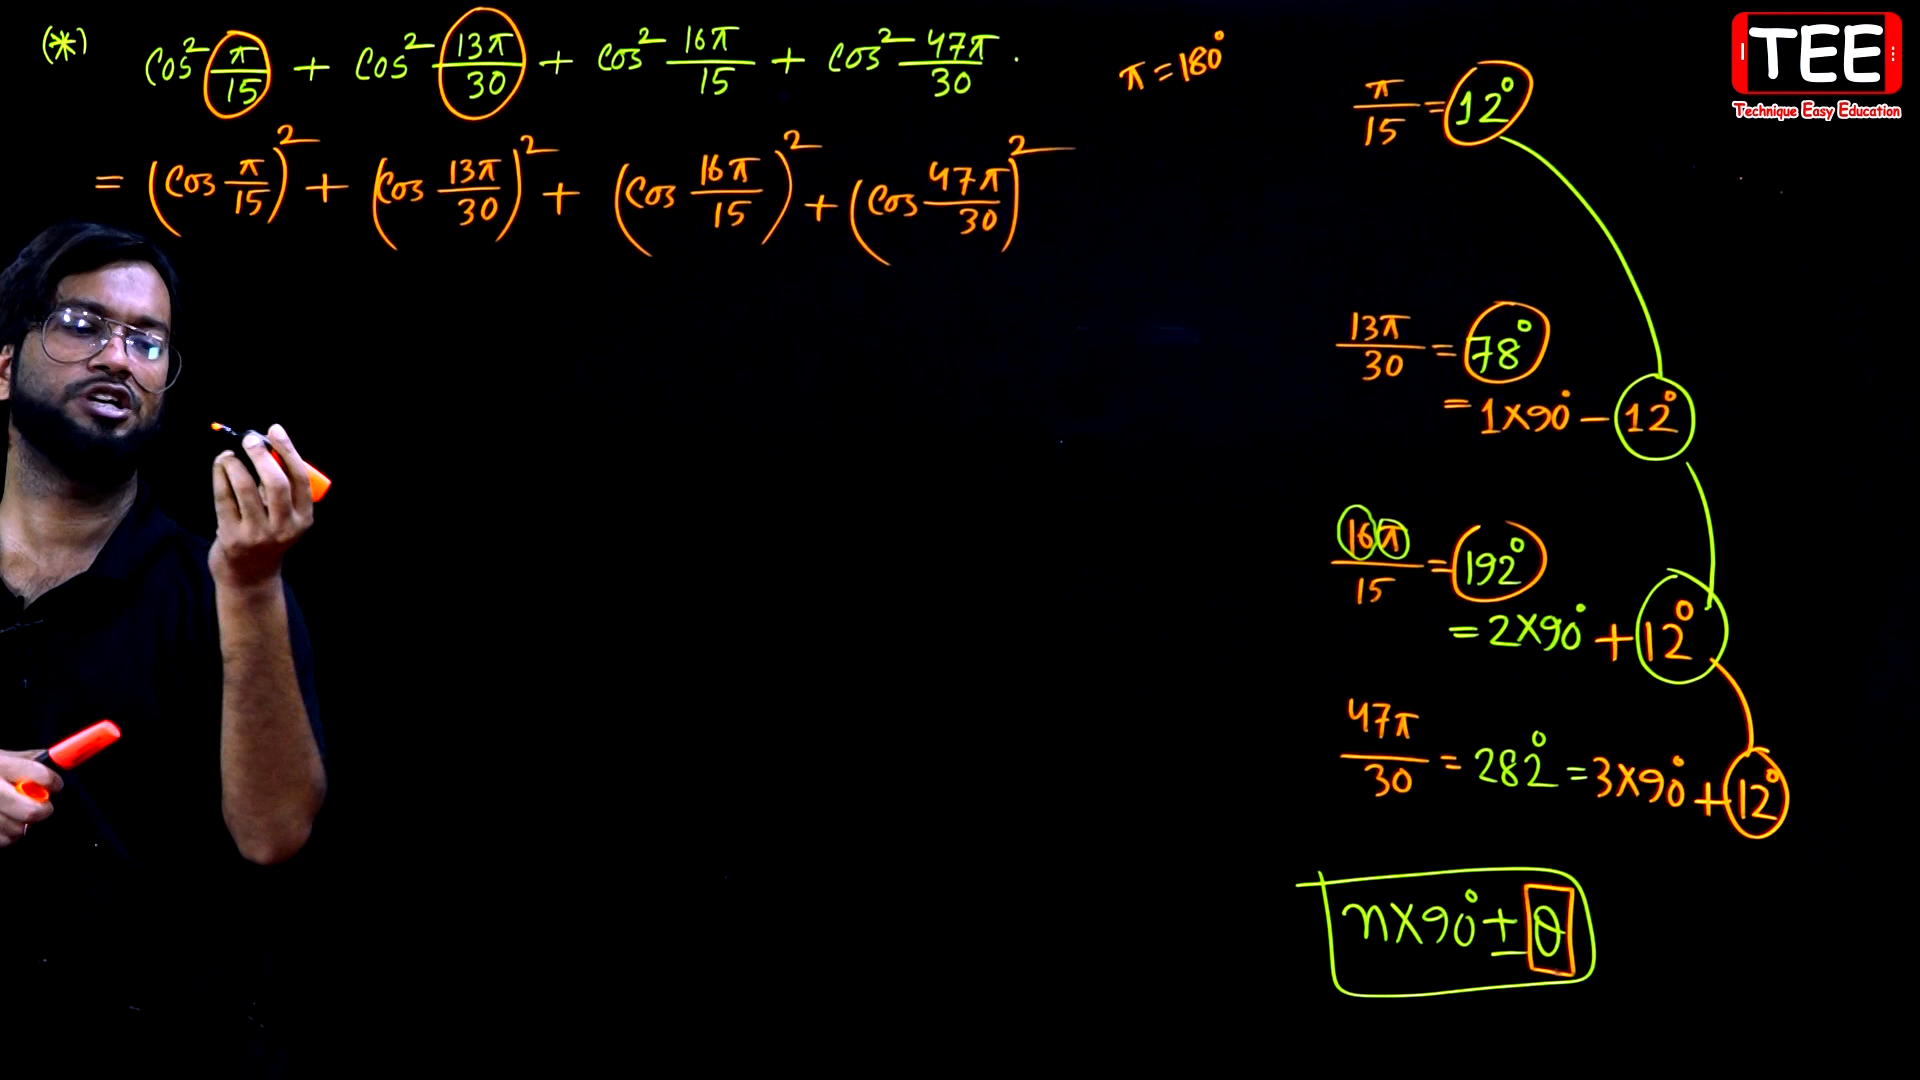 (*) cos² π/15 + cos² 13π/30 + cos² 16π/15 + cos² 47π/30 .
= (cos π/15)² + (cos 13π/30)² + (cos 16π/15)² + (cos 47π/30)²
π = 180°
π/15 = 12°
13π/30 = 78°
= 1×90° − 12°
16π/15 = 192°
= 2×90° + 12°
47π/30 = 282° = 3×90° + 12°
n×90° ± θ
TEE
Technique Easy Education